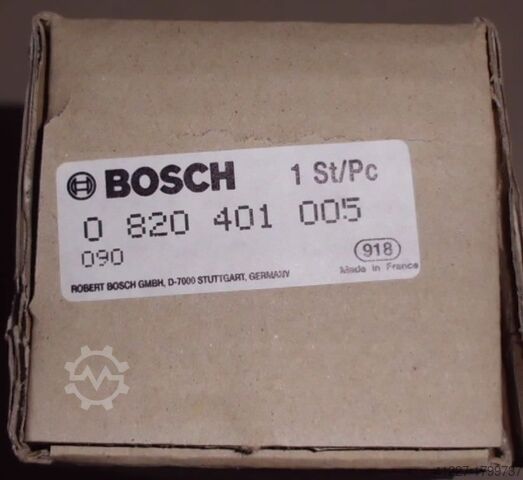 BOSCH 1 St/Pc
0 820 401 005
090
918
Made in France
ROBERT BOSCH GMBH, D-7000 STUTTGART, GERMANY